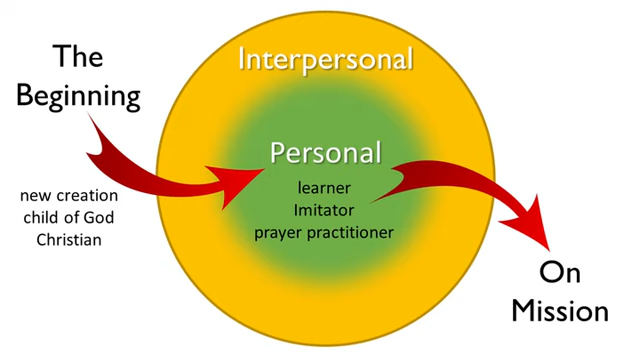 The
Beginning
new creation
child of God
Christian
Interpersonal
Personal
learner
Imitator
prayer practitioner
On
Mission